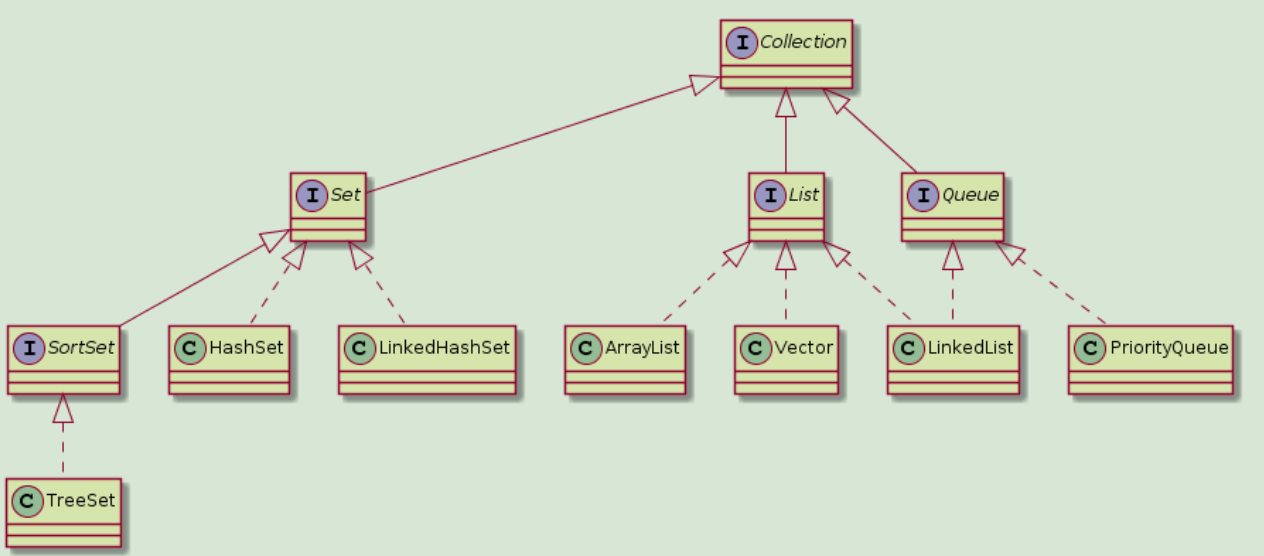 I Collection
I Set
I List
I Queue
I SortSet
C HashSet
C LinkedHashSet
C ArrayList
C Vector
C LinkedList
C PriorityQueue
C TreeSet